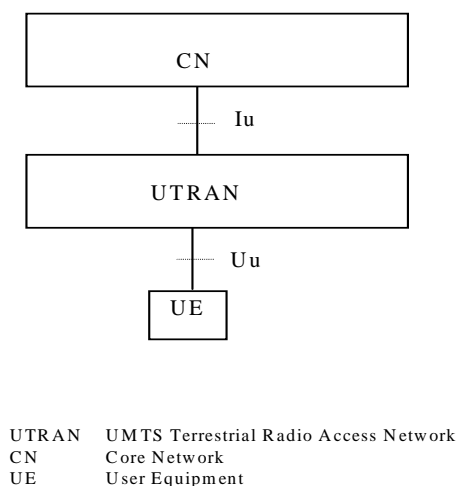 CN
Iu
UTRAN
Uu
UE
UTRAN UMTS Terrestrial Radio Access Network
CN Core Network
UE User Equipment